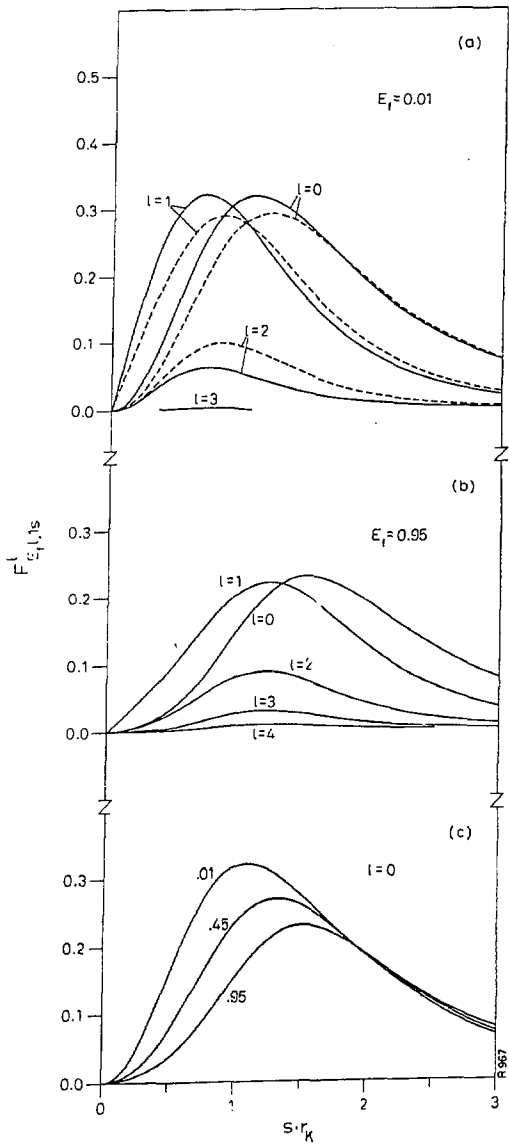 (a)
0.5
E_f=0.01
0.4
l=1
l=0
0.3
0.2
l=2
0.1
l=3
0.0
(b)
E_f=0.95
0.3
l=1
l=0
0.2
l=2
0.1
l=3
0.0
l=4
F^l_{E_f l,1s}
(c)
.01
l=0
0.3
.45
0.2
.95
0.1
0.0
0
1
2
3
s·r_K
R 967